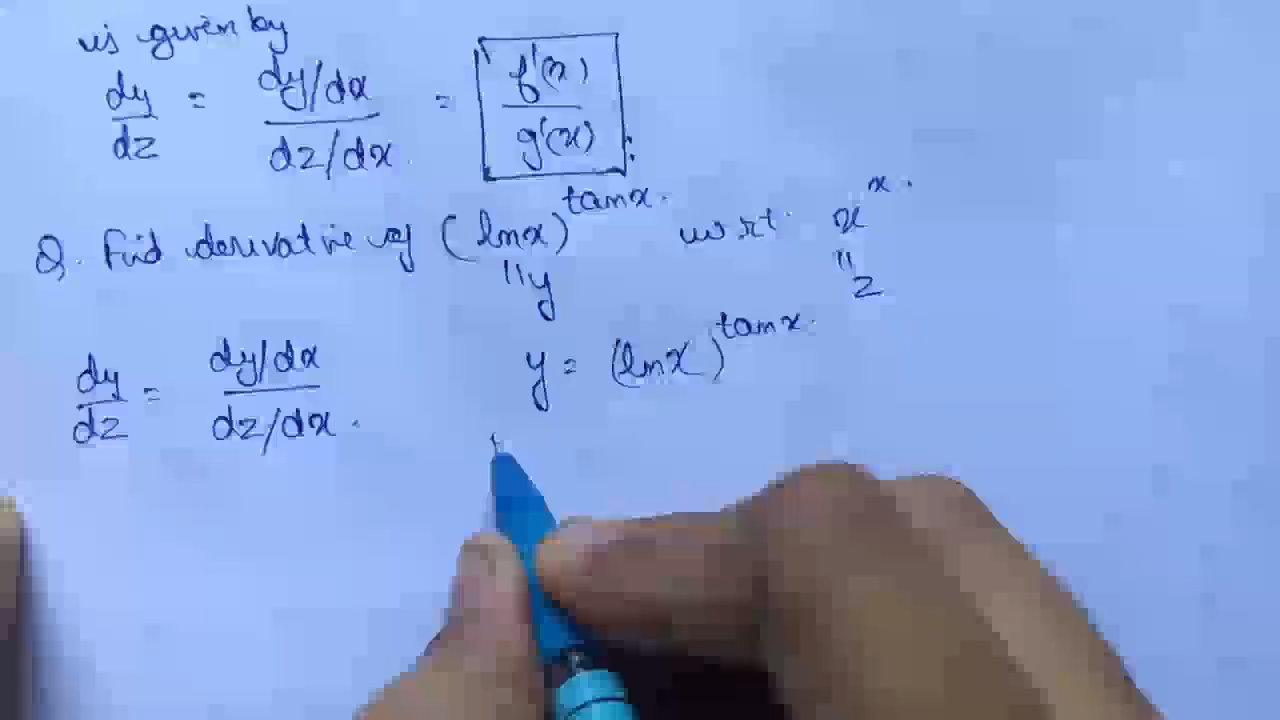 is given by
dy/dz = (dy/dx)/(dz/dx) = f'(x)/g'(x).
Q. Find derivative of (lnx)^tanx. w.r.t. x^x.
"y "z
dy/dz = (dy/dx)/(dz/dx). y = (lnx)^tanx.